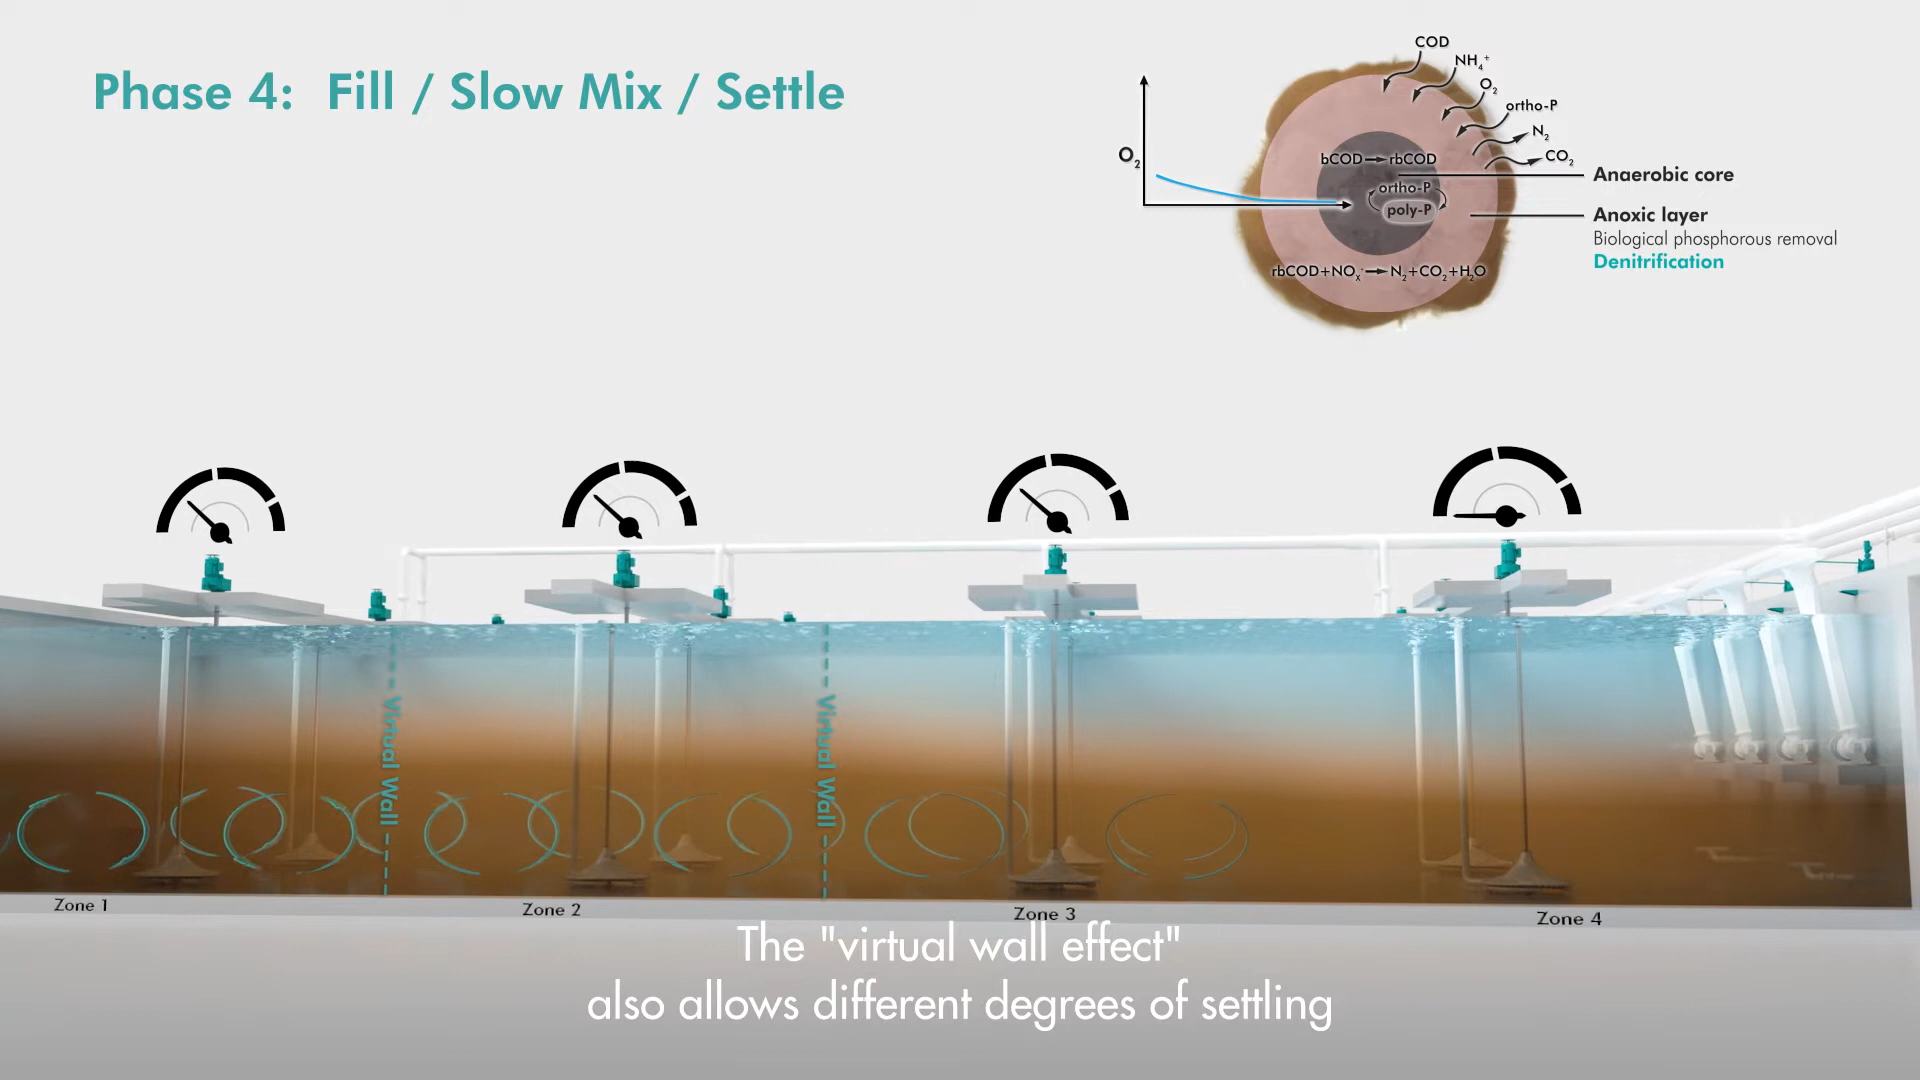 Phase 4: Fill / Slow Mix / Settle
COD
NH₄⁺
O₂
ortho-P
N₂
CO₂
O₂
bCOD→rbCOD
ortho-P
poly-P
rbCOD+NOₓ⁻→N₂+CO₂+H₂O
Anaerobic core
Anoxic layer
Biological phosphorous removal
Denitrification
Virtual Wall
Virtual Wall
Zone 1
Zone 2
Zone 3
Zone 4
The "virtual wall effect"
also allows different degrees of settling